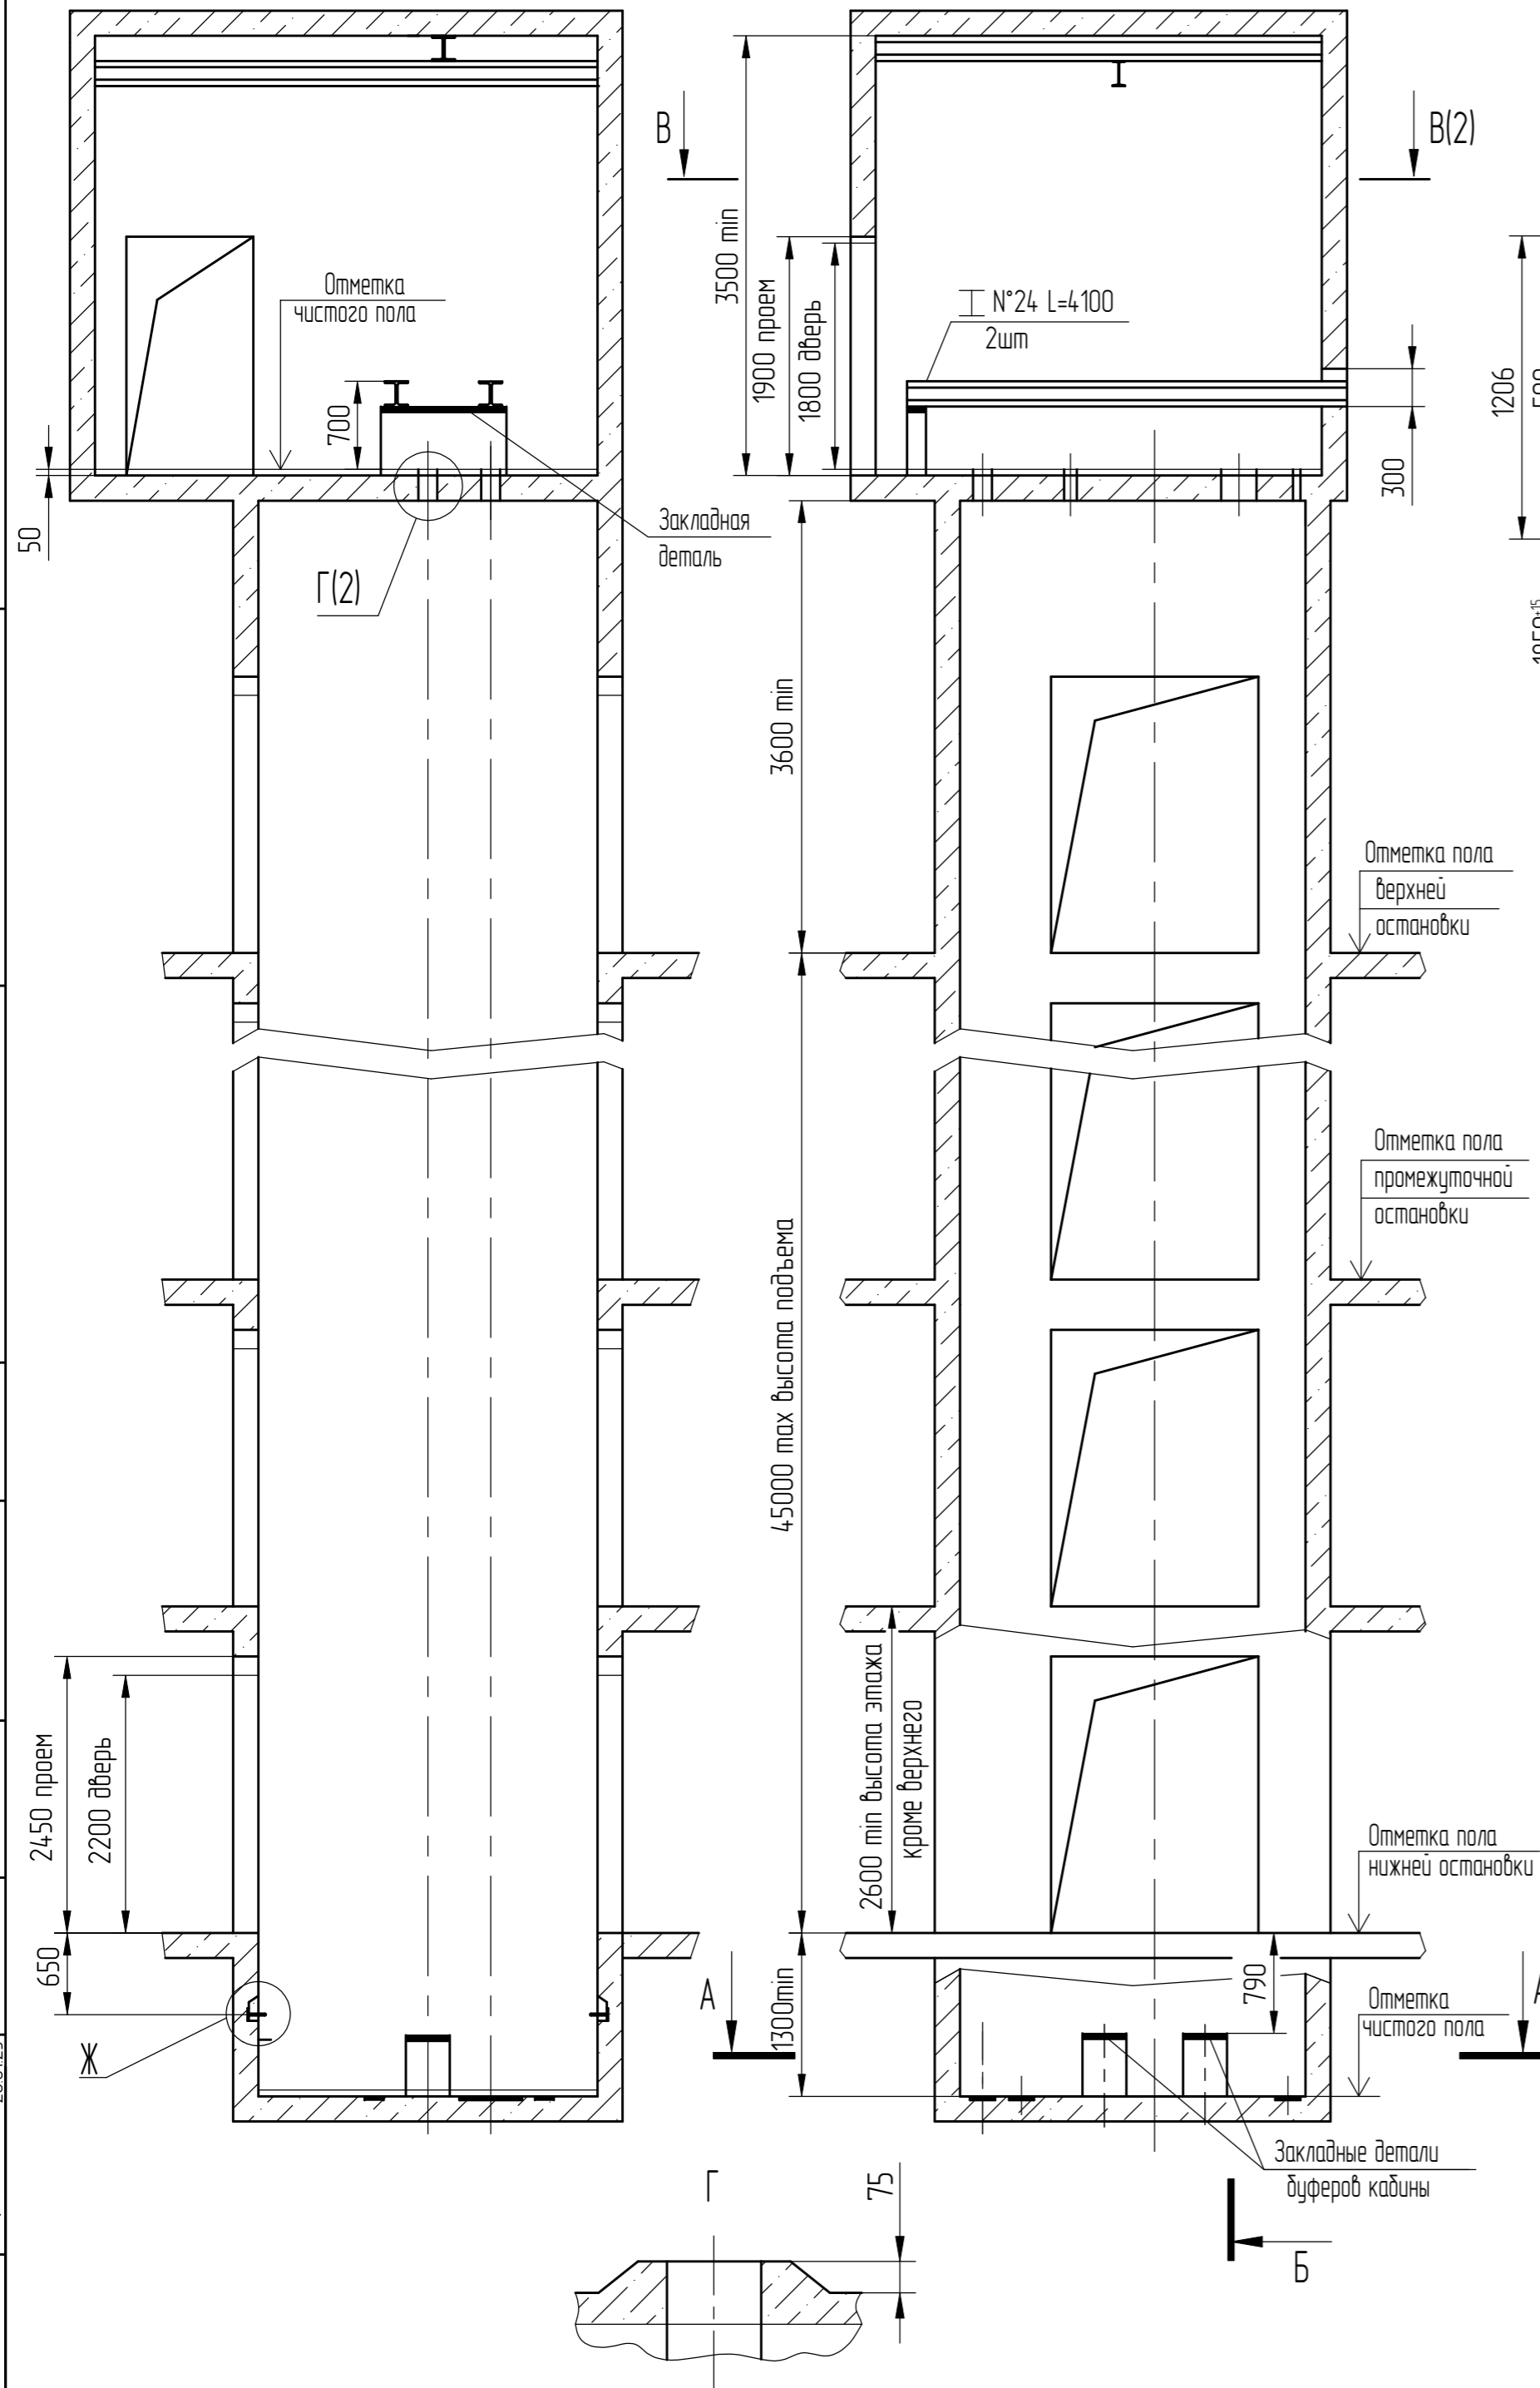 В
В(2)
3500 min
1900 проем
1800 дверь
Отметка
чистого пола
N°24 L=4100
2шт
700
50
300
1206
Закладная
деталь
Г(2)
3600 min
Отметка пола
верхней
остановки
Отметка пола
промежуточной
остановки
45000 max высота подъема
2450 проем
2200 дверь
2600 min высота этажа
кроме верхнего
Отметка пола
нижней остановки
650
А
1300min
790
Отметка
чистого пола
Ж
Закладные детали
буферов кабины
Г
75
Б